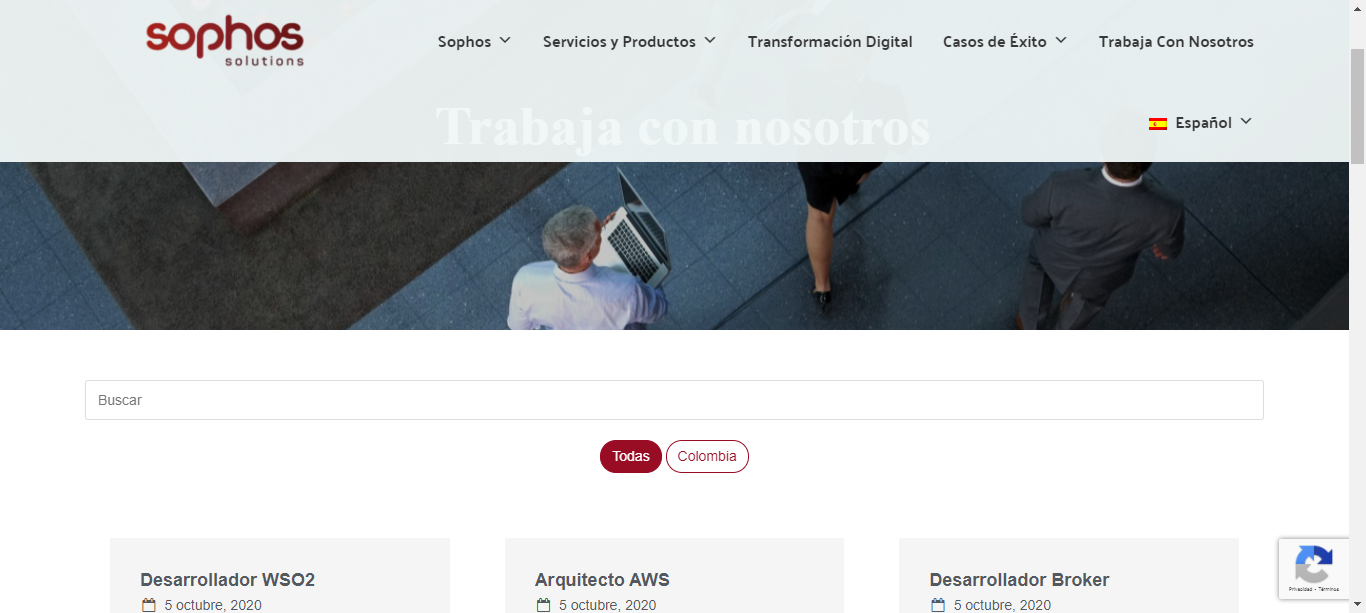 sophos
solutions
Sophos
Servicios y Productos
Transformación Digital
Casos de Éxito
Trabaja Con Nosotros
Trabaja con nosotros
Español
Buscar
Todas
Colombia
Desarrollador WSO2
5 octubre, 2020
Arquitecto AWS
5 octubre, 2020
Desarrollador Broker
5 octubre, 2020
Privacidad - Términos